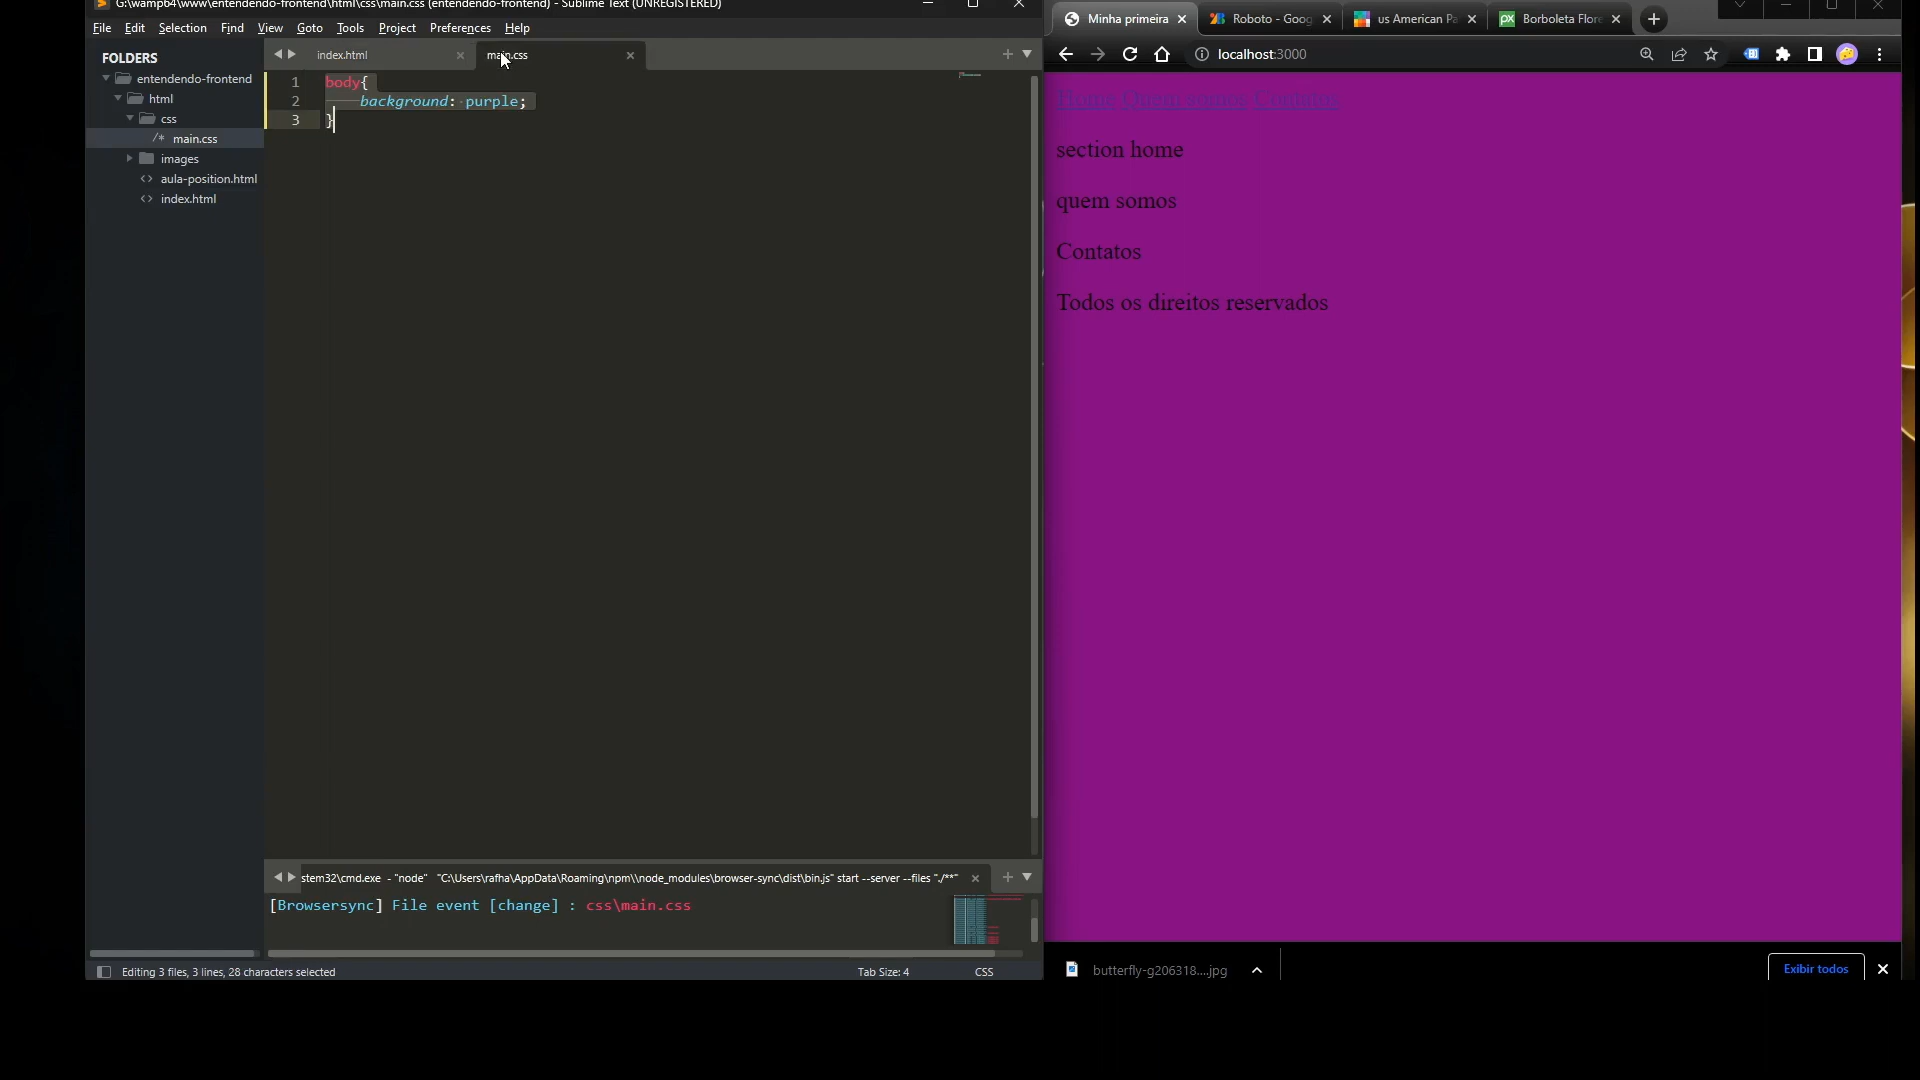 G:\wamp64\www\entendendo-frontend\html\css\main.css (entendendo-frontend) - Sublime Text (UNREGISTERED)
File Edit Selection Find View Goto Tools Project Preferences Help
FOLDERS
entendendo-frontend
html
css
/* main.css
images
<> aula-position.html
<> index.html
index.html
main.css
1 body{
2 background: purple;
3 }
stem32\cmd.exe - "node" "C:\Users\rafha\AppData\Roaming\npm\\node_modules\browser-sync\dist\bin.js" start --server --files "./**"
[Browsersync] File event [change] : css\main.css
Editing 3 files, 3 lines, 28 characters selected
Tab Size: 4
CSS
Minha primeira
Roboto - Goog
us American Pa
Borboleta Flore
localhost:3000
Home Quem somos Contatos
section home
quem somos
Contatos
Todos os direitos reservados
butterfly-g206318....jpg
Exibir todos